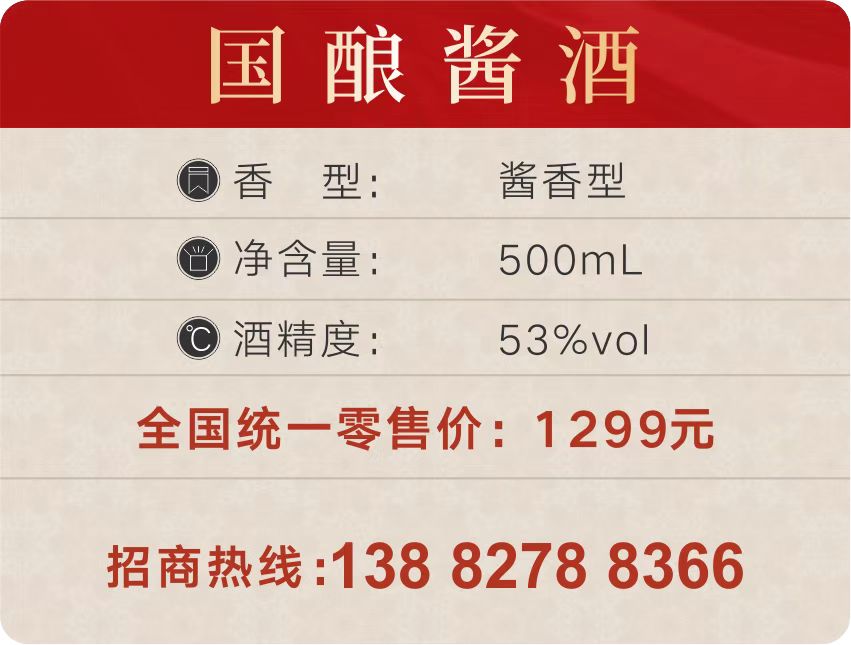 国酿酱酒
香 型： 酱香型
净含量： 500mL
酒精度： 53%vol
全国统一零售价：1299元
招商热线:138 8278 8366